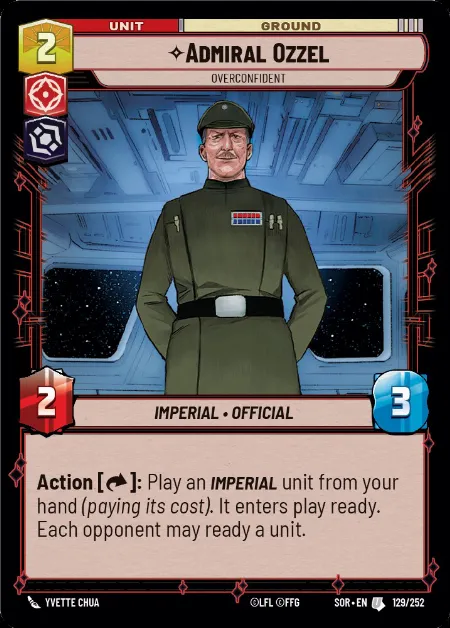 2
UNIT
GROUND
ADMIRAL OZZEL
OVERCONFIDENT
2
IMPERIAL • OFFICIAL
3
Action [↷]: Play an IMPERIAL unit from your
hand (paying its cost). It enters play ready.
Each opponent may ready a unit.
YVETTE CHUA
©LFL ©FFG
SOR • EN
U
129/252